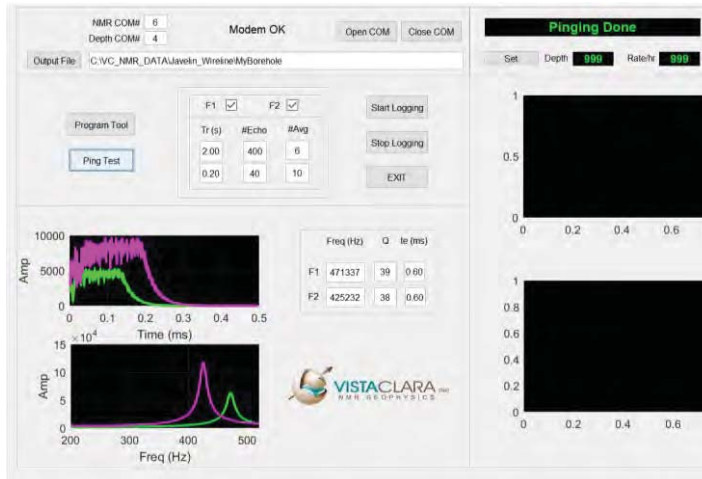 NMR COM# 6
Depth COM# 4
Modem OK
Open COM Close COM
Output File C:\VC_NMR_DATA\Javelin_Wireline\MyBorehole
Program Tool
Ping Test
F1 F2
Tr (s) #Echo #Avg
2.00 400 6
0.20 40 10
Start Logging
Stop Logging
EXIT
10000
5000
0
Amp
0 0.1 0.2 0.3 0.4 0.5
Time (ms)
×10^4
15
10
5
0
Amp
200 300 400 500
Freq (Hz)
Freq (Hz) Q te (ms)
F1 471337 39 0.60
F2 425232 38 0.60
VISTACLARA
NMR GEOPHYSICS
Pinging Done
Set Depth 999 Rate/hr 999
1
0.5
0
0 0.2 0.4 0.6
1
0.8
0.6
0.4
0.2
0
0 0.2 0.4 0.6